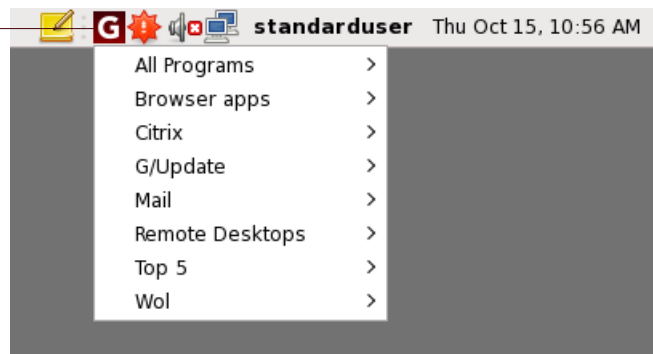 G standarduser Thu Oct 15, 10:56 AM
All Programs
Browser apps
Citrix
G/Update
Mail
Remote Desktops
Top 5
Wol